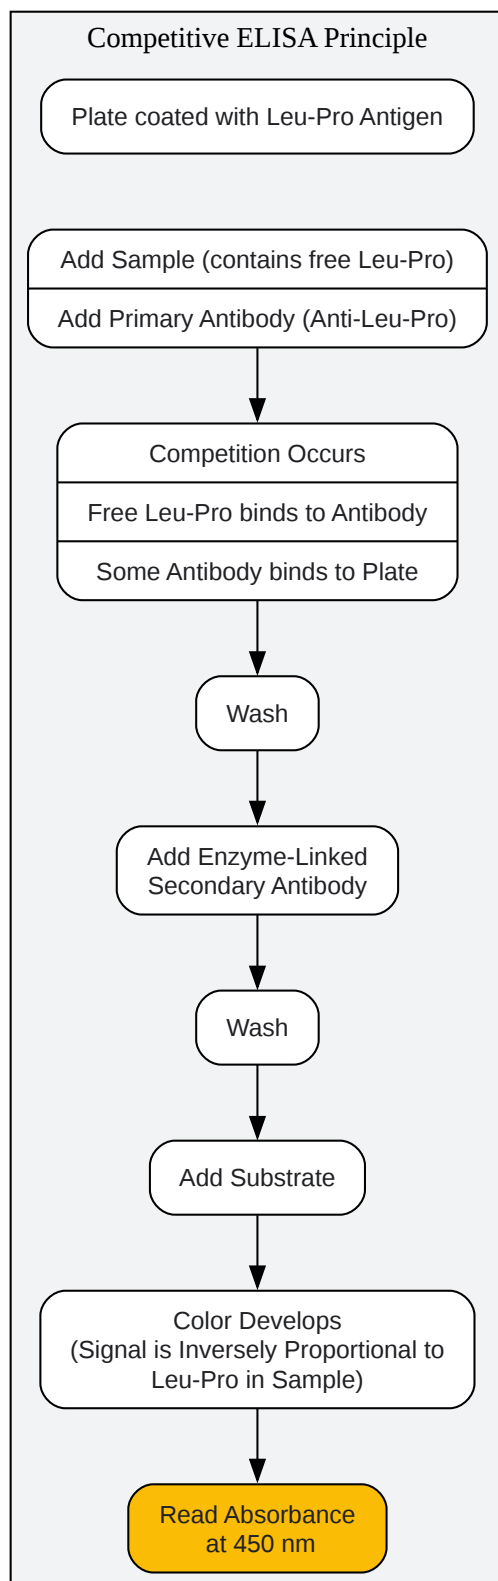 Competitive ELISA Principle
Plate coated with Leu-Pro Antigen
Add Sample (contains free Leu-Pro)
Add Primary Antibody (Anti-Leu-Pro)
Competition Occurs
Free Leu-Pro binds to Antibody
Some Antibody binds to Plate
Wash
Add Enzyme-Linked
Secondary Antibody
Wash
Add Substrate
Color Develops
(Signal is Inversely Proportional to
Leu-Pro in Sample)
Read Absorbance
at 450 nm